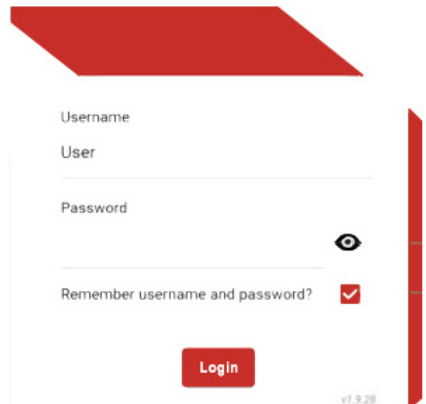 Username
User
Password
Remember username and password?
Login
v1.9.28